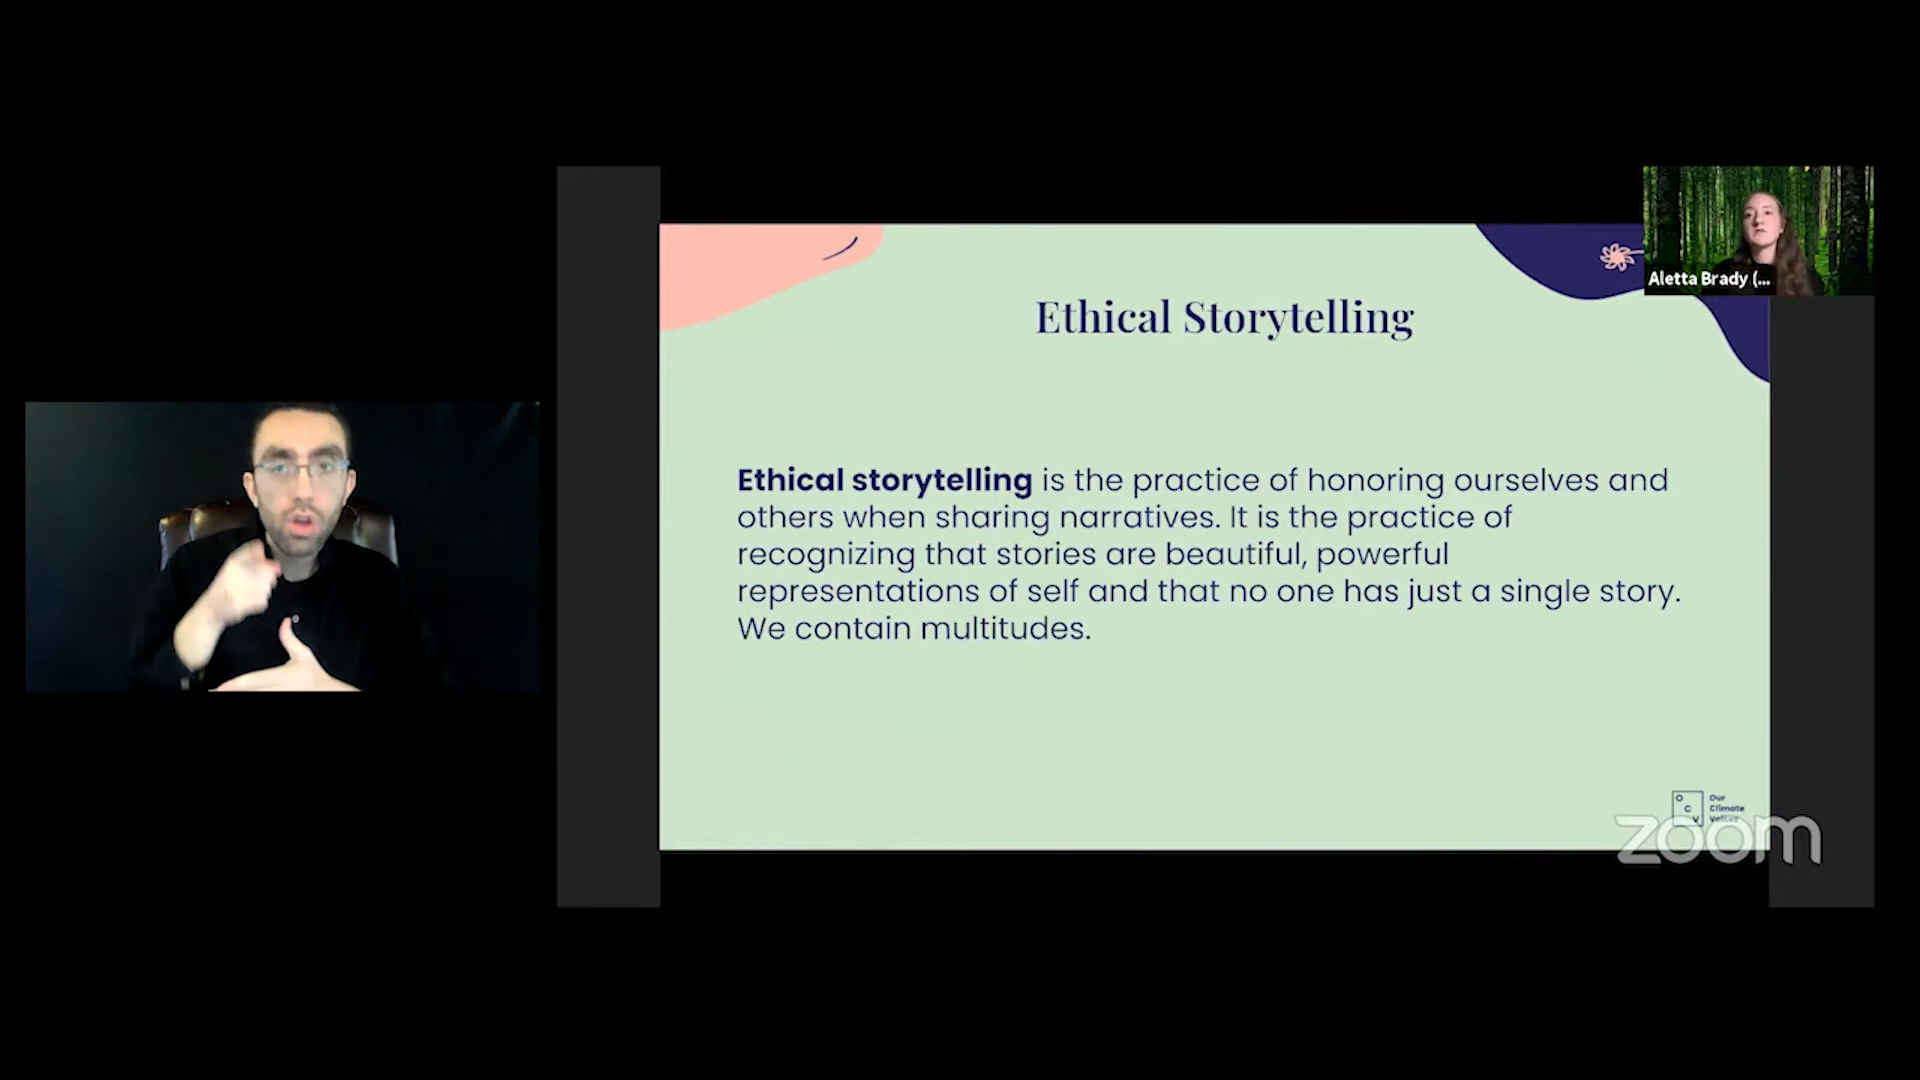 Aletta Brady (...
Ethical Storytelling
Ethical storytelling is the practice of honoring ourselves and
others when sharing narratives. It is the practice of
recognizing that stories are beautiful, powerful
representations of self and that no one has just a single story.
We contain multitudes.
O
C
V
Our
Climate
Voices
zoom